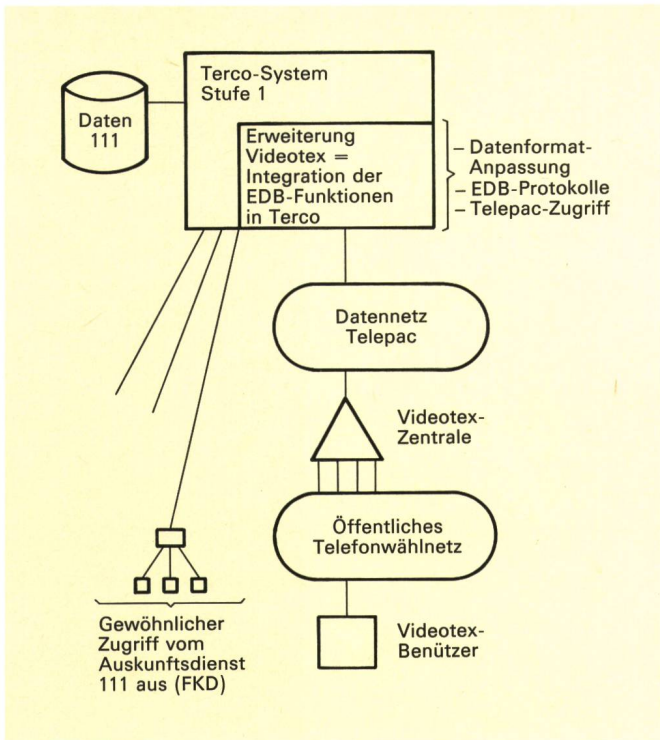 Terco-System
Stufe 1
Daten
111
Erweiterung
Videotex =
Integration der
EDB-Funktionen
in Terco
– Datenformat-
Anpassung
– EDB-Protokolle
– Telepac-Zugriff
Datennetz
Telepac
Videotex-
Zentrale
Öffentliches
Telefonwählnetz
Gewöhnlicher
Zugriff vom
Auskunftsdienst
111 aus (FKD)
Videotex-
Benützer